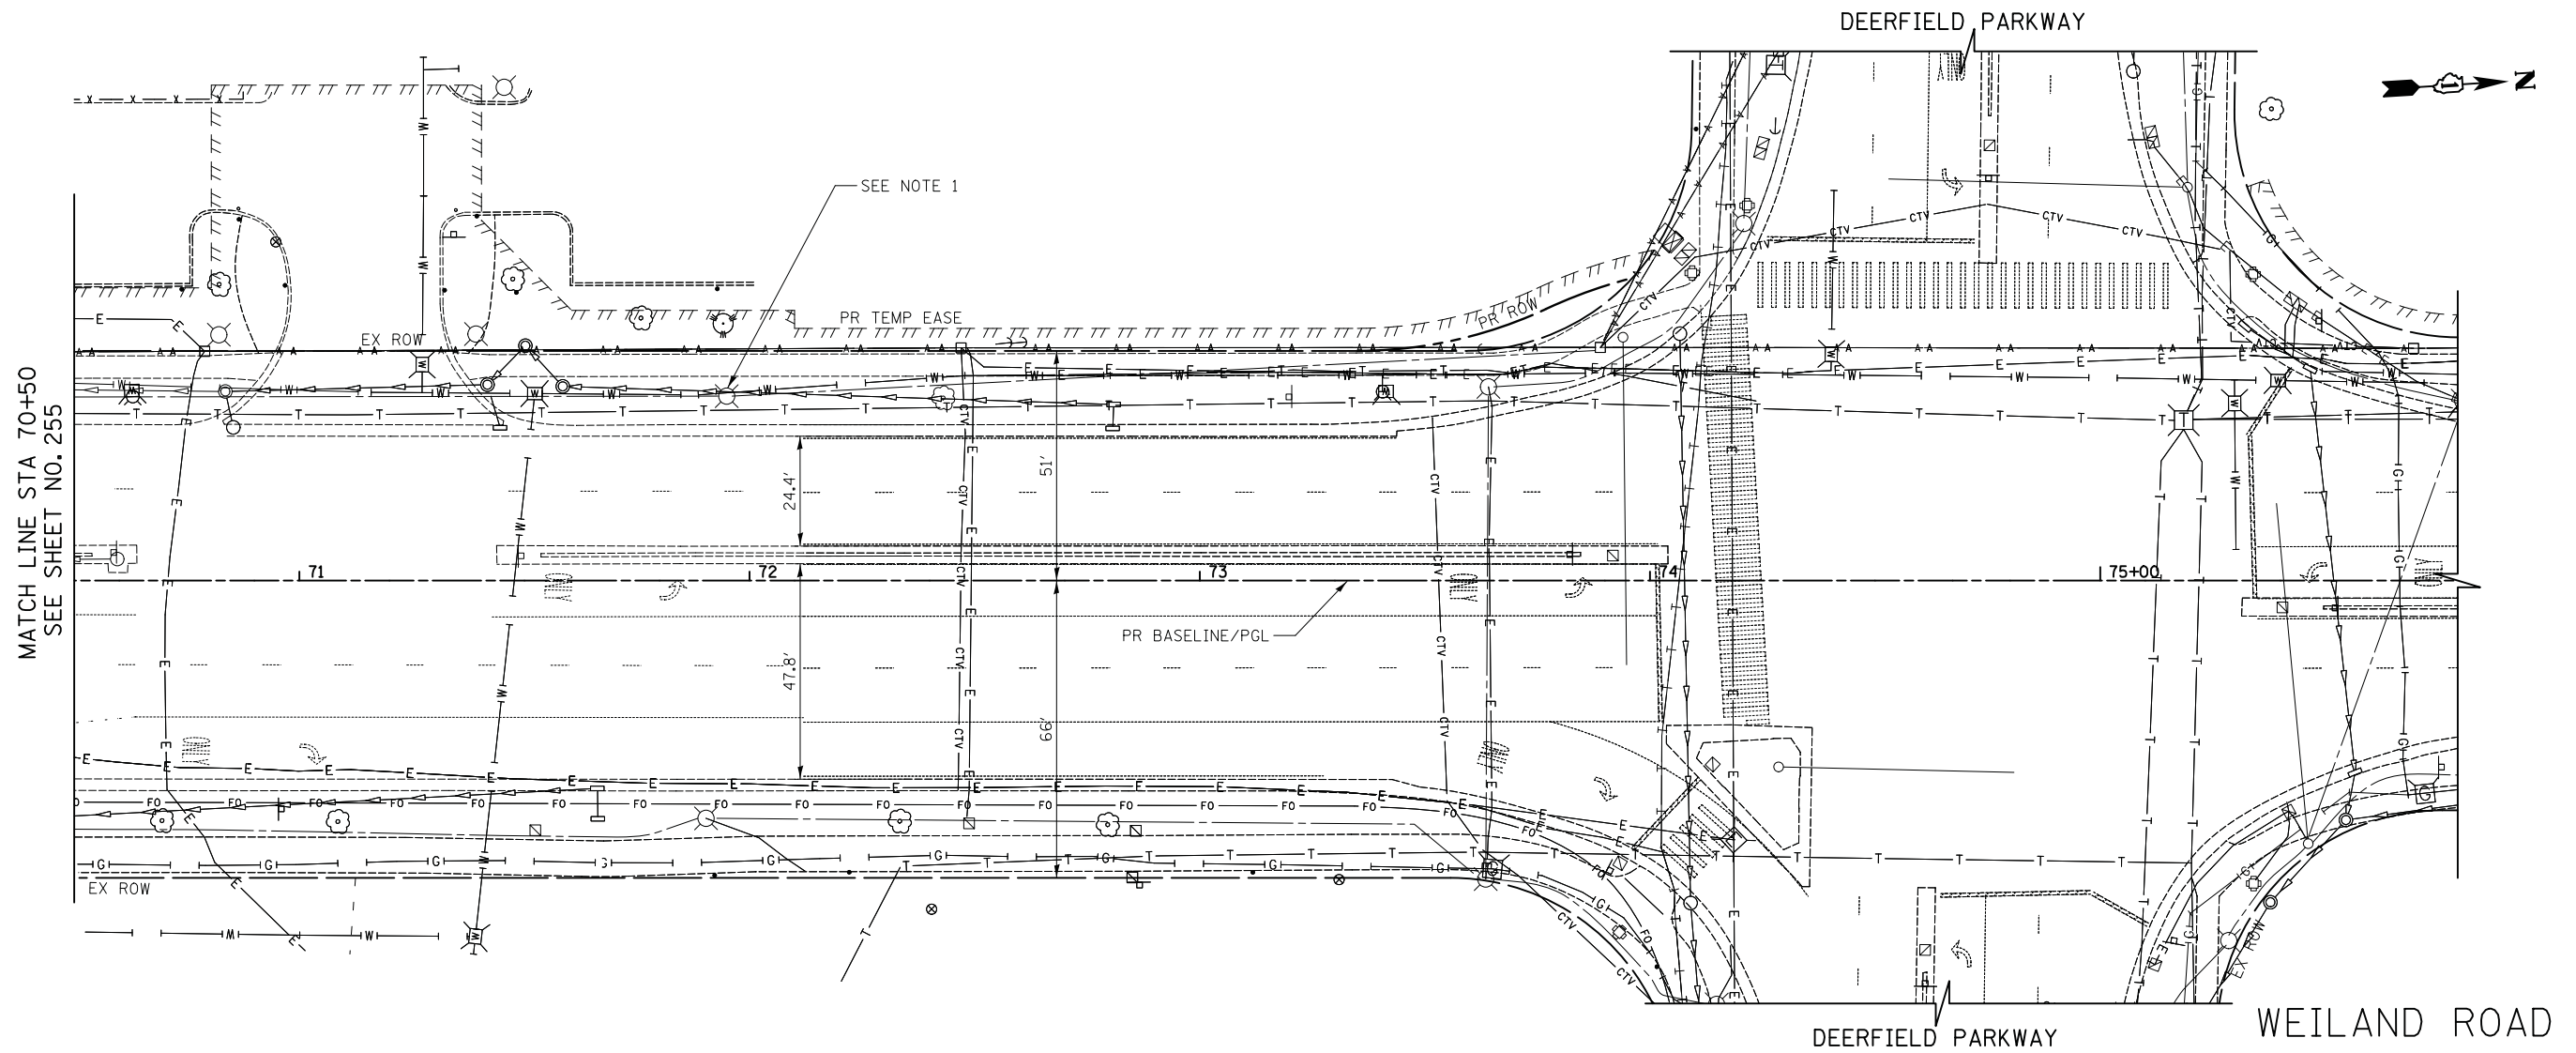 DEERFIELD PARKWAY
N
SEE NOTE 1
PR TEMP EASE
PR ROW
EX ROW
MATCH LINE STA 70+50
SEE SHEET NO. 255
24.4'
51'
71
72
73
74
75+00
PR BASELINE/PGL
47.8'
66'
EX ROW
EX ROW
DEERFIELD PARKWAY
WEILAND ROAD